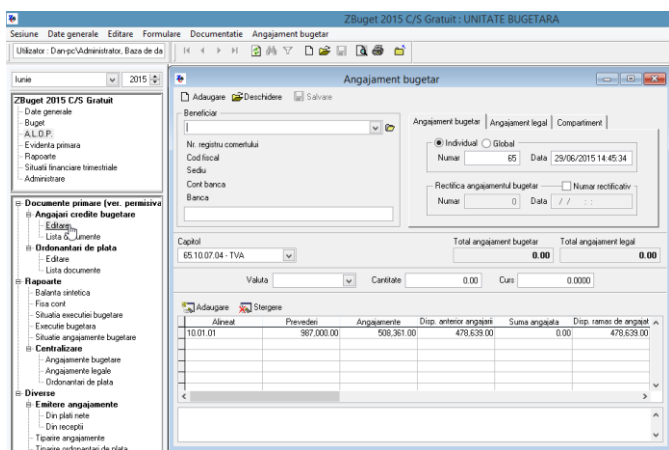 ZBuget 2015 C/S Gratuit : UNITATE BUGETARA
Sesiune Date generale Editare Formulare Documentatie Angajament bugetar
Utilizator : Dan-pc\Administrator, Baza de da
Iunie 2015
ZBuget 2015 C/S Gratuit
Date generale
Buget
A.L.O.P.
Evidenta primara
Rapoarte
Situatii financiare trimestriale
Administrare
Documente primare (ver. permisiva
Angajari credite bugetare
Editare
Lista documente
Ordonantari de plata
Editare
Lista documente
Rapoarte
Balanta sintetica
Fisa cont
Situatia executiei bugetare
Executie bugetara
Situatie angajamente bugetare
Centralizare
Angajamente bugetare
Angajamente legale
Ordonantari de plata
Diverse
Emitere angajamente
Din plati nete
Din receptii
Tiparire angajamente
Tiparire ordonantari de plata
Angajament bugetar
Adaugare Deschidere Salvare
Beneficiar
Nr. registru comertului
Cod fiscal
Sediu
Cont banca
Banca
Angajament bugetar Angajament legal Compartiment
Individual Global
Numar 65 Data 29/06/2015 14:45:34
Rectifica angajamentul bugetar Numar rectificativ
Numar 0 Data / / : :
Capitol Total angajament bugetar Total angajament legal
65.10.07.04 - TVA 0.00 0.00
Valuta Cantitate 0.00 Curs 0.0000
Adaugare Stergere
Alineat Prevederi Angajamente Disp. anterior angajarii Suma angajata Disp. ramas de angajat
10.01.01 987,000.00 508,361.00 478,639.00 0.00 478,639.00